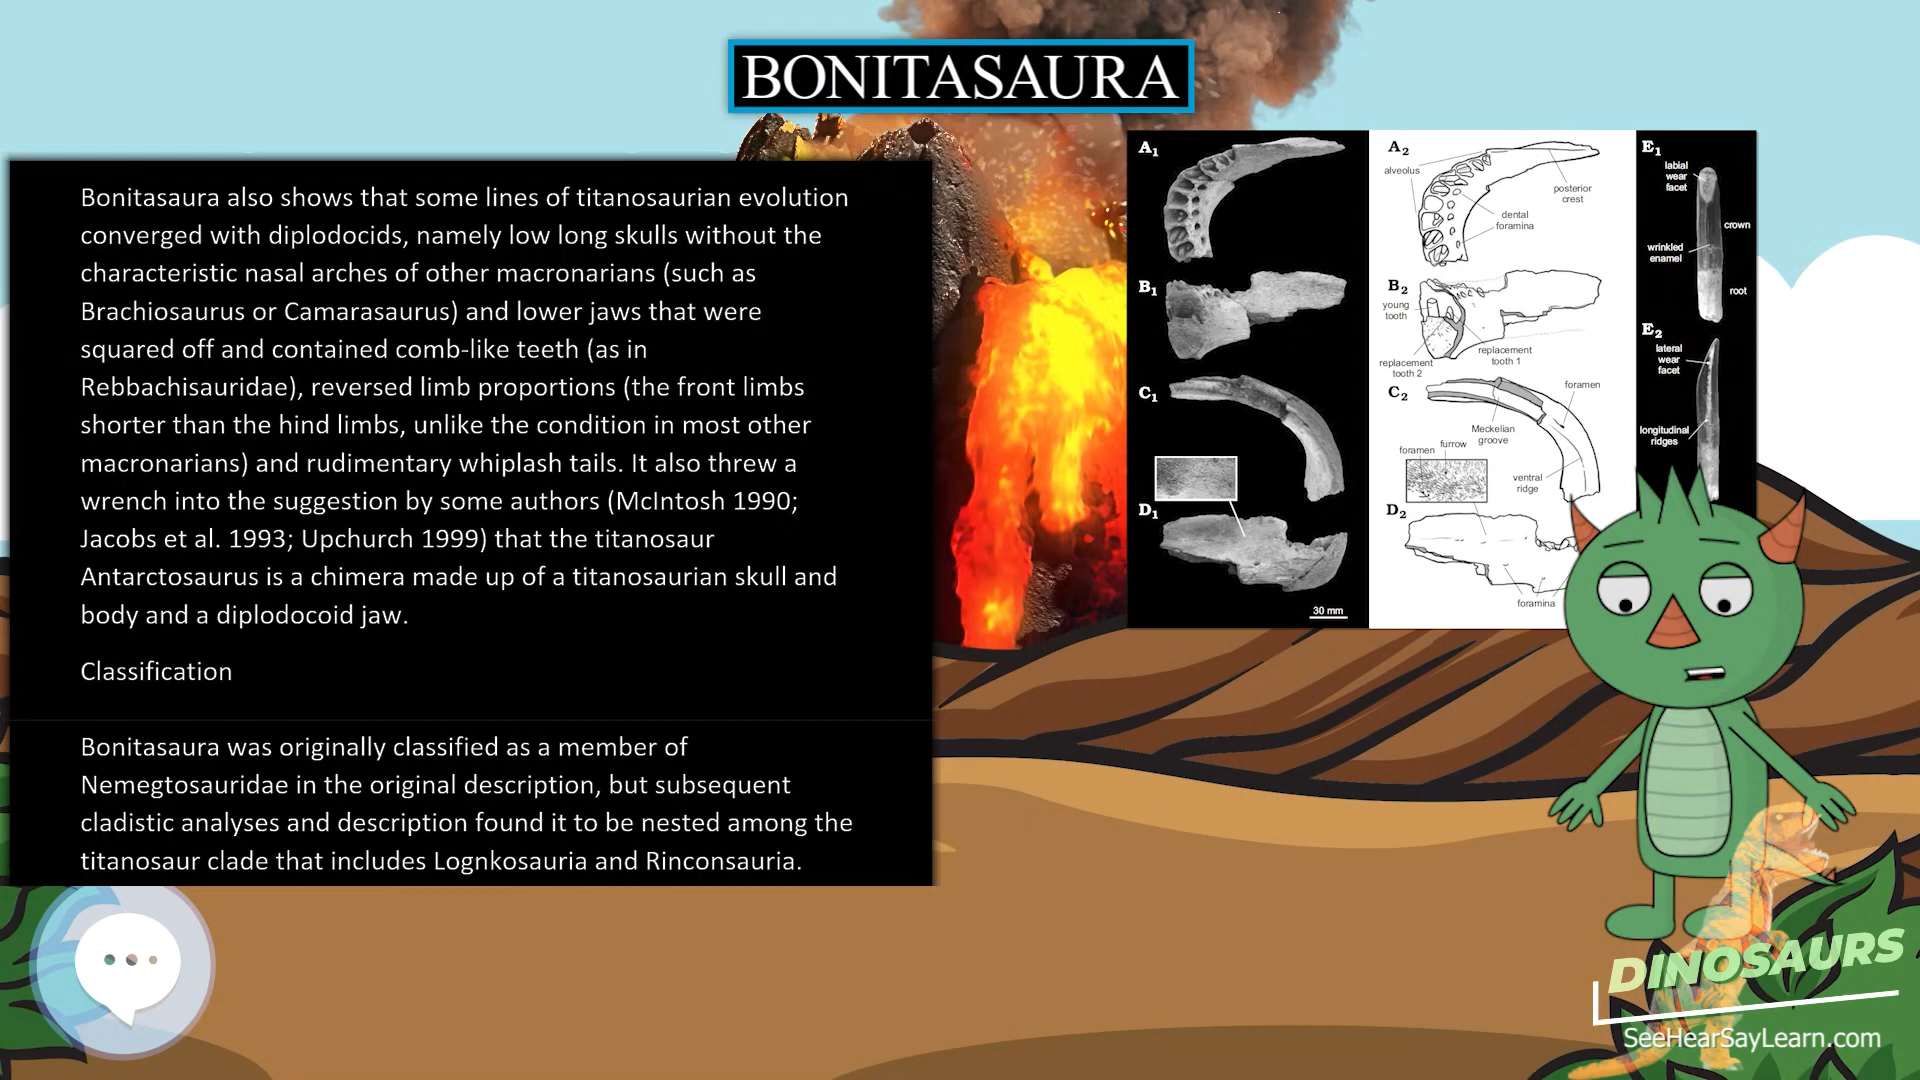 BONITASAURA
Bonitasaura also shows that some lines of titanosaurian evolution
converged with diplodocids, namely low long skulls without the
characteristic nasal arches of other macronarians (such as
Brachiosaurus or Camarasaurus) and lower jaws that were
squared off and contained comb-like teeth (as in
Rebbachisauridae), reversed limb proportions (the front limbs
shorter than the hind limbs, unlike the condition in most other
macronarians) and rudimentary whiplash tails. It also threw a
wrench into the suggestion by some authors (McIntosh 1990;
Jacobs et al. 1993; Upchurch 1999) that the titanosaur
Antarctosaurus is a chimera made up of a titanosaurian skull and
body and a diplodocoid jaw.
Classification
Bonitasaura was originally classified as a member of
Nemegtosauridae in the original description, but subsequent
cladistic analyses and description found it to be nested among the
titanosaur clade that includes Lognkosauria and Rinconsauria.
A1
B1
C1
D1
30 mm
A2
alveolus
posterior
crest
dental
foramina
B2
young
tooth
replacement
tooth 1
replacement
tooth 2
C2
foramen
Meckelian
groove
furrow
foramen
ventral
ridge
D2
foramina
E1
labial
wear
facet
crown
wrinkled
enamel
root
E2
lateral
wear
facet
longitudinal
ridges
DINOSAURS
SeeHearSayLearn.com